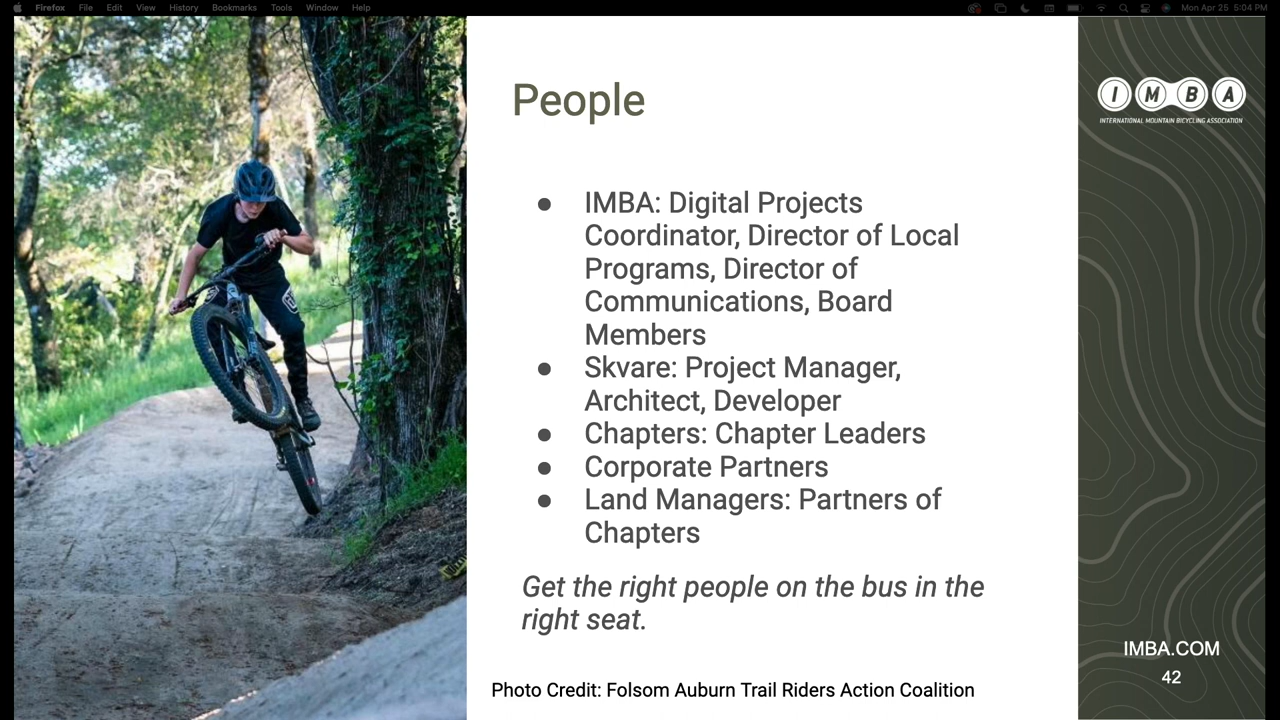 Firefox File Edit View History Bookmarks Tools Window Help Mon Apr 25 5:04 PM
People
I M B A
INTERNATIONAL MOUNTAIN BICYCLING ASSOCIATION
● IMBA: Digital Projects
Coordinator, Director of Local
Programs, Director of
Communications, Board
Members
● Skvare: Project Manager,
Architect, Developer
● Chapters: Chapter Leaders
● Corporate Partners
● Land Managers: Partners of
Chapters
Get the right people on the bus in the
right seat.
IMBA.COM
42
Photo Credit: Folsom Auburn Trail Riders Action Coalition